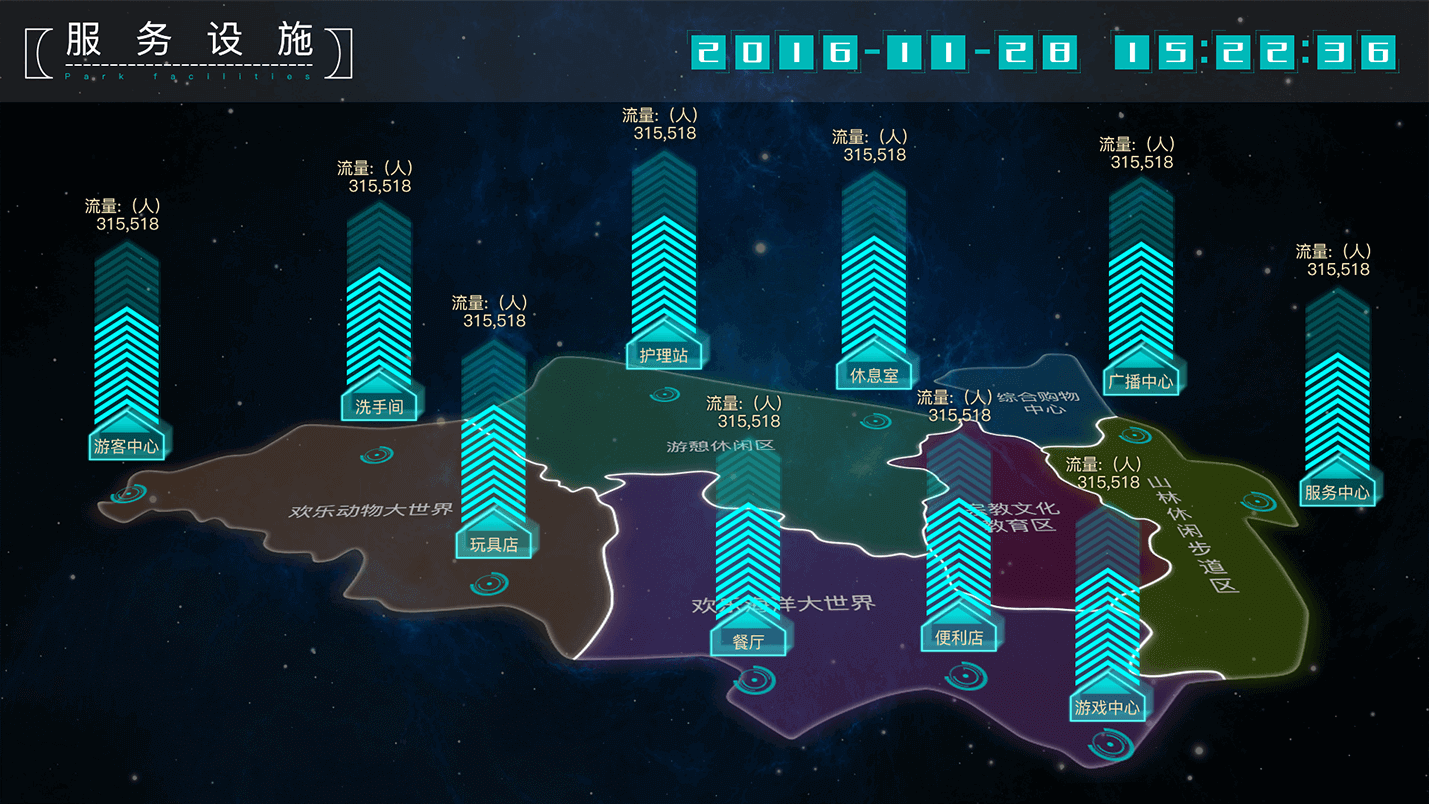 服务设施
Park facilities
2016-11-28 15:22:36
流量:（人）
315,518
游客中心
流量:（人）
315,518
洗手间
流量:（人）
315,518
玩具店
流量:（人）
315,518
护理站
流量:（人）
315,518
休息室
流量:（人）
315,518
广播中心
流量:（人）
315,518
服务中心
流量:（人）
315,518
餐厅
流量:（人）
315,518
便利店
流量:（人）
315,518
游戏中心
综合购物
中心
游憩休闲区
欢乐动物大世界
教文化
教育区
山林休闲步道区
欢乐海洋大世界